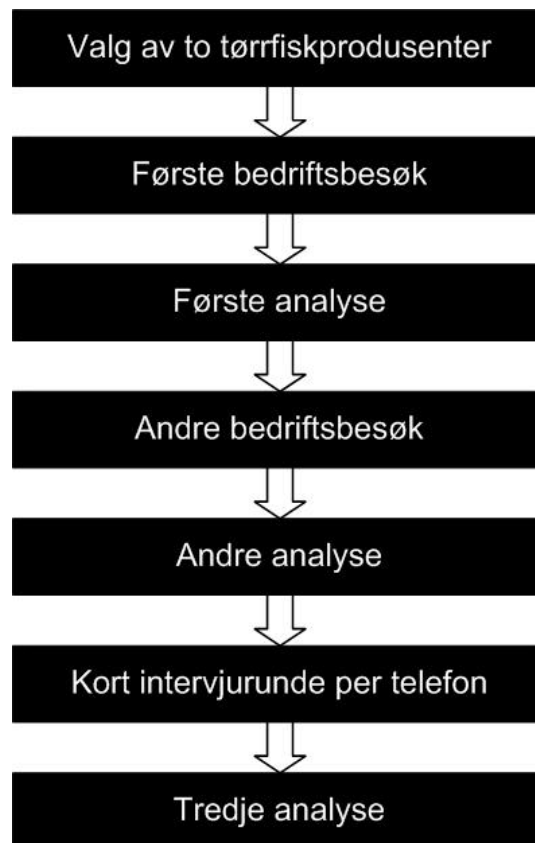 Valg av to tørrfiskprodusenter
Første bedriftsbesøk
Første analyse
Andre bedriftsbesøk
Andre analyse
Kort intervjurunde per telefon
Tredje analyse